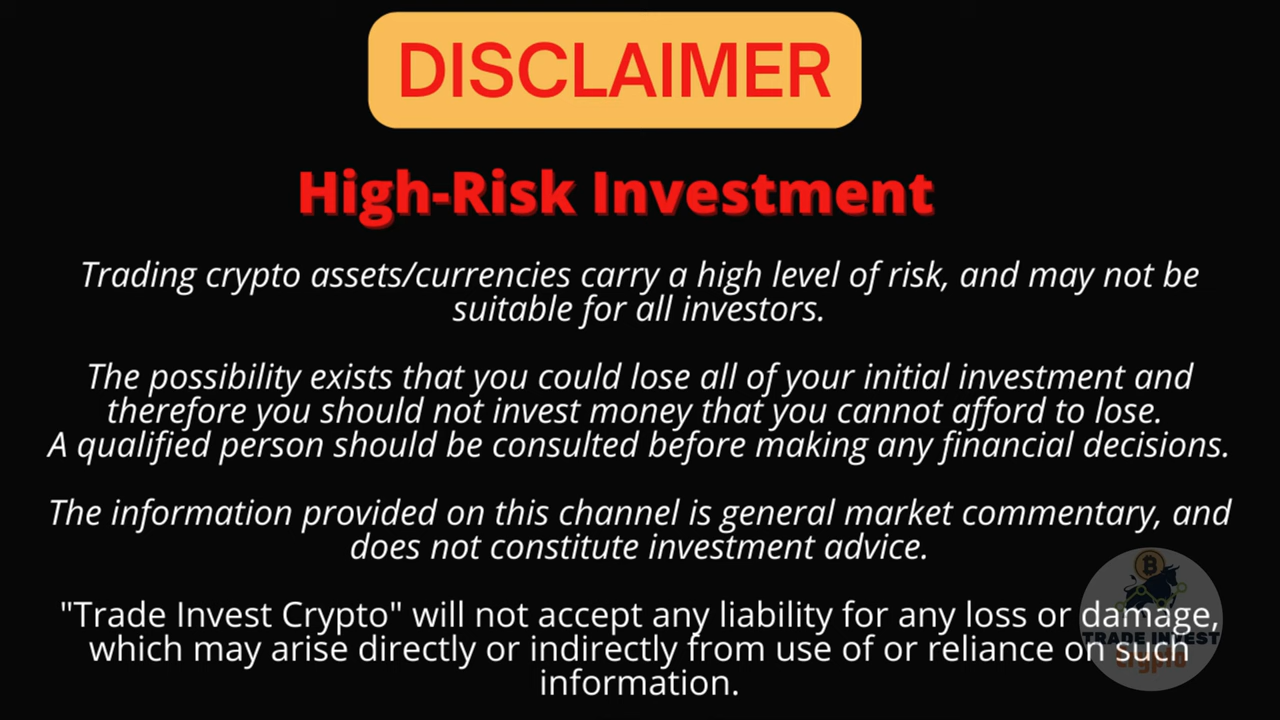 DISCLAIMER
High-Risk Investment
Trading crypto assets/currencies carry a high level of risk, and may not be
suitable for all investors.
The possibility exists that you could lose all of your initial investment and
therefore you should not invest money that you cannot afford to lose.
A qualified person should be consulted before making any financial decisions.
The information provided on this channel is general market commentary, and
does not constitute investment advice.
"Trade Invest Crypto" will not accept any liability for any loss or damage,
which may arise directly or indirectly from use of or reliance on such
information.
TRADE INVEST
Crypto